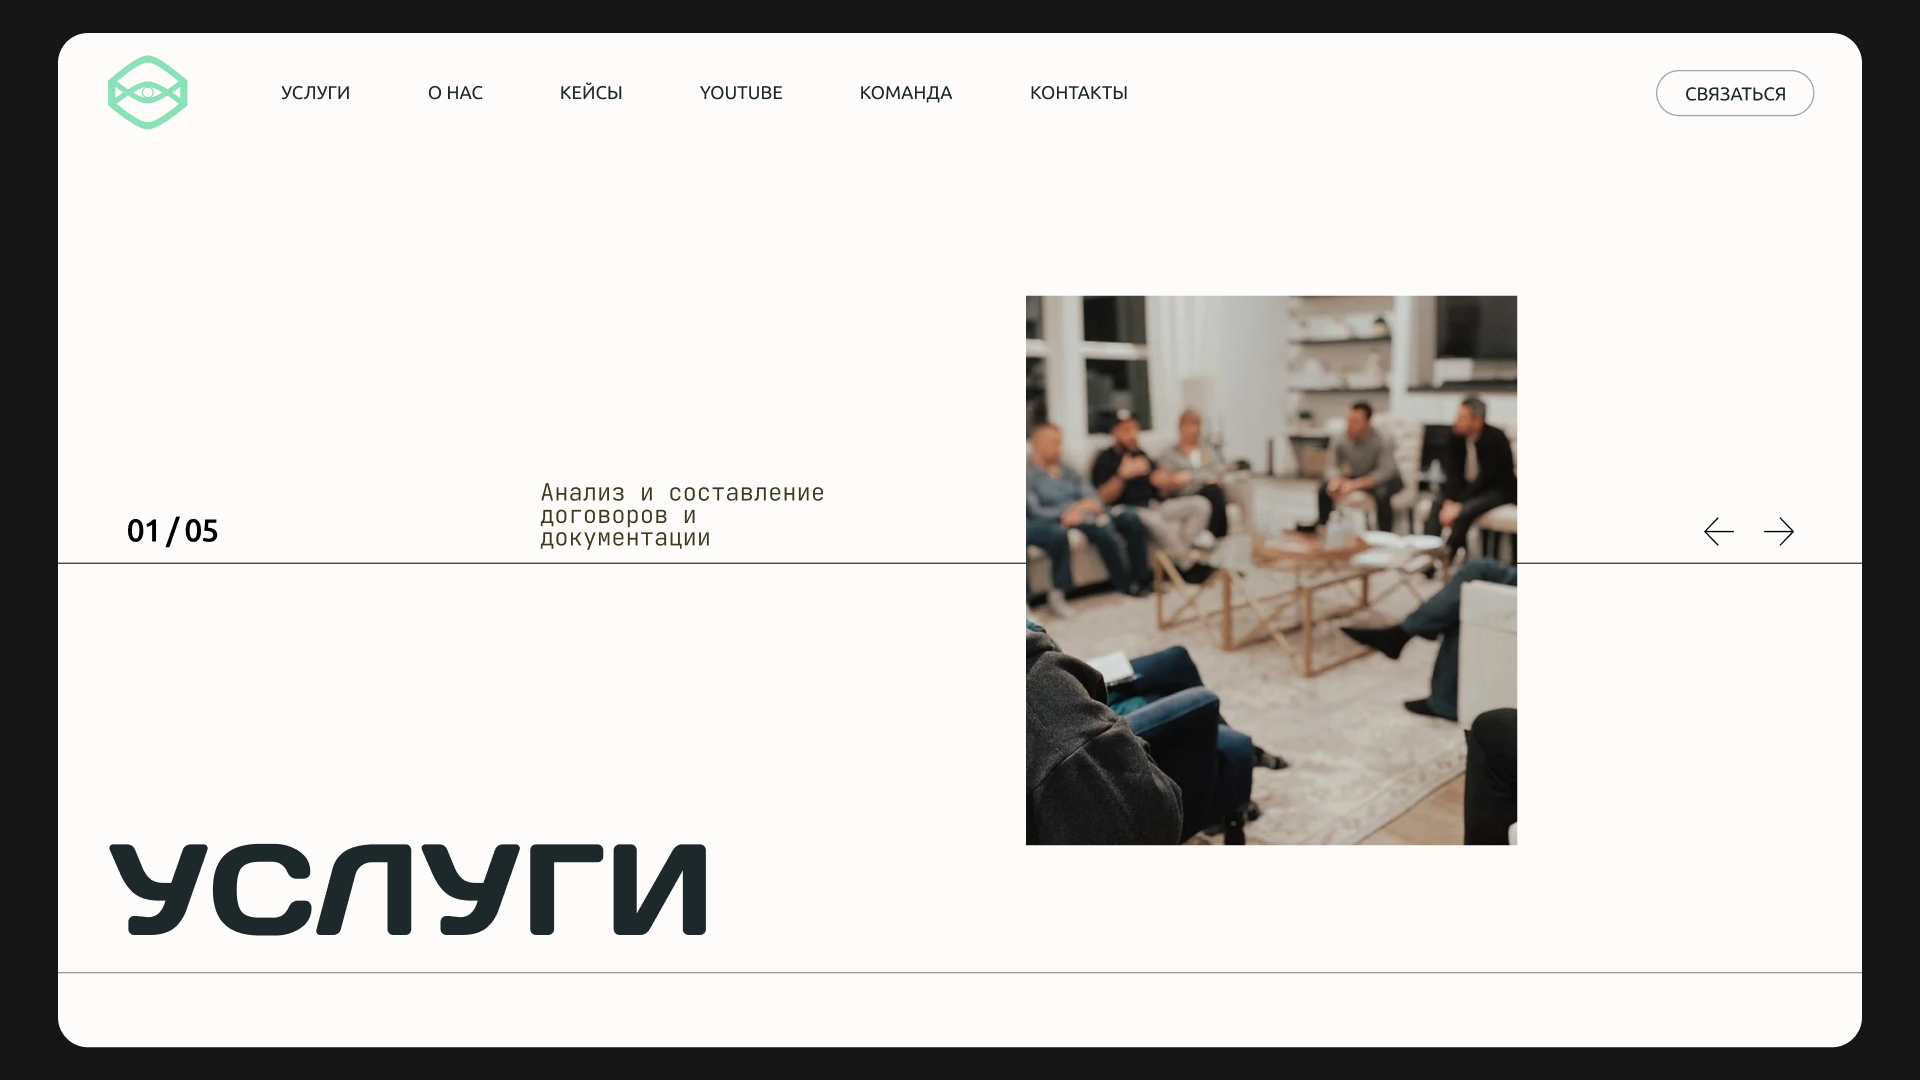 УСЛУГИ
О НАС
КЕЙСЫ
YOUTUBE
КОМАНДА
КОНТАКТЫ
СВЯЗАТЬСЯ
01 / 05
Анализ и составление
договоров и
документации
УСЛУГИ